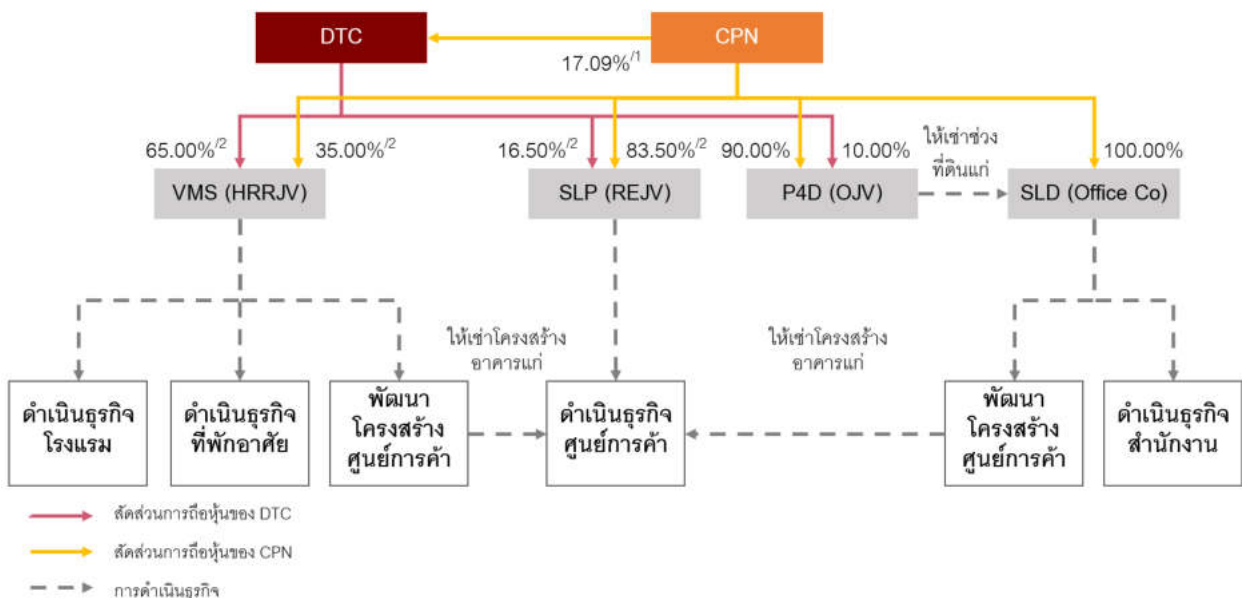 DTC
CPN
17.09%/1
65.00%/2
35.00%/2
16.50%/2
83.50%/2
90.00%
10.00%
ให้เช่าช่วง
ที่ดินแก่
100.00%
VMS (HRRJV)
SLP (REJV)
P4D (OJV)
SLD (Office Co)
ให้เช่าโครงสร้าง
อาคารแก่
ให้เช่าโครงสร้าง
อาคารแก่
ดำเนินธุรกิจ
โรงแรม
ดำเนินธุรกิจ
ที่พักอาศัย
พัฒนา
โครงสร้าง
ศูนย์การค้า
ดำเนินธุรกิจ
ศูนย์การค้า
พัฒนา
โครงสร้าง
ศูนย์การค้า
ดำเนินธุรกิจ
สำนักงาน
สัดส่วนการถือหุ้นของ DTC
สัดส่วนการถือหุ้นของ CPN
การดำเนินธุรกิจ